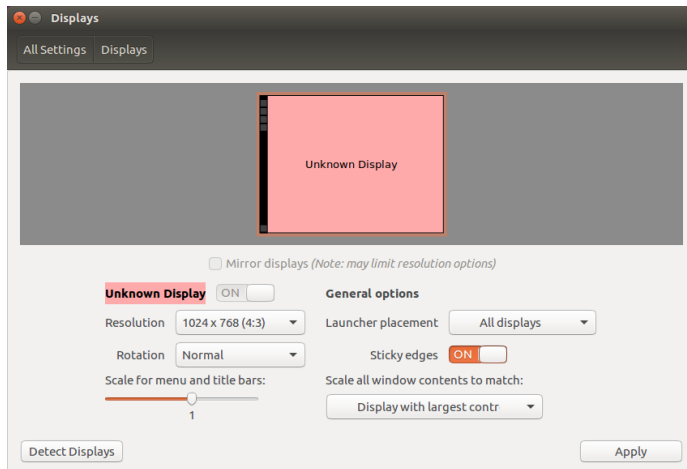 Displays
All Settings Displays
Unknown Display
Mirror displays (Note: may limit resolution options)
Unknown Display ON General options
Resolution 1024 x 768 (4:3) Launcher placement All displays
Rotation Normal Sticky edges ON
Scale for menu and title bars: Scale all window contents to match:
1 Display with largest contr
Detect Displays Apply